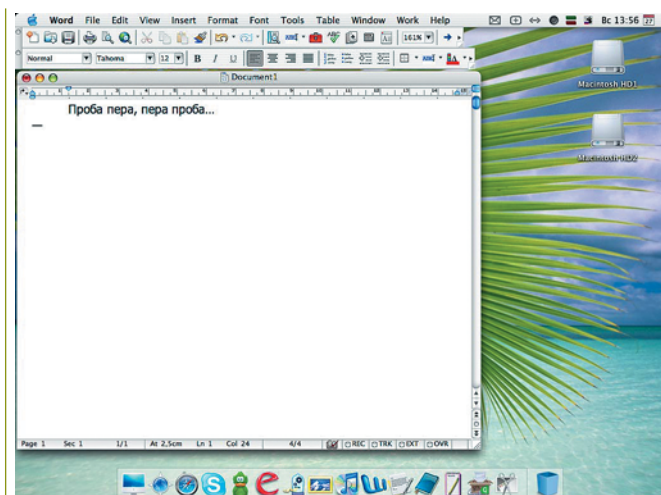 Word File Edit View Insert Format Font Tools Table Window Work Help Вс 13:56 27
161%
Normal Tahoma 12 B I U
Document1
Macintosh HD1
Проба пера, пера проба...
Macintosh HD2
Page 1 Sec 1 1/1 At 2,5cm Ln 1 Col 24 4/4 REC TRK EXT OVR